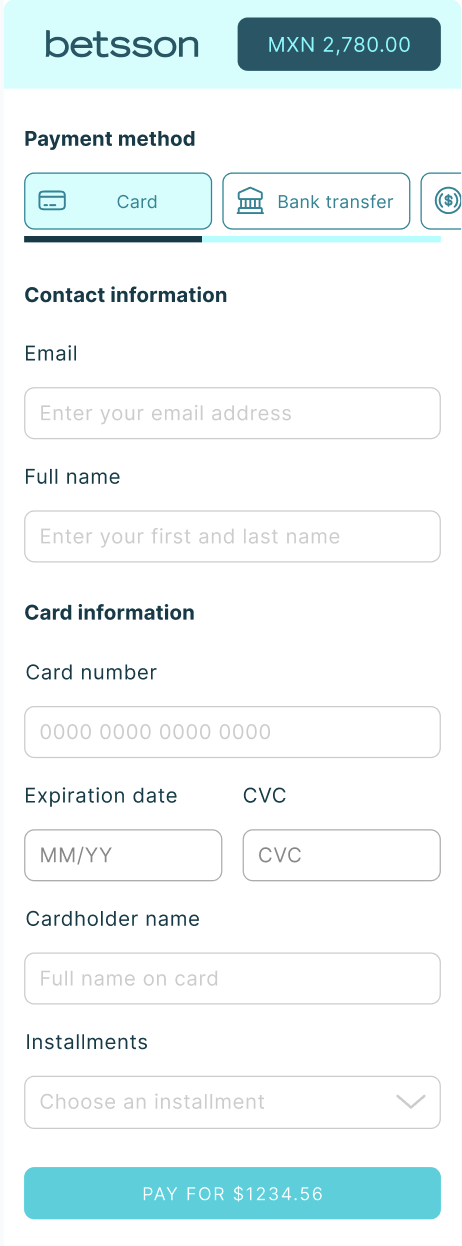 betsson
MXN 2,780.00
Payment method
Card
Bank transfer
$
Contact information
Email
Enter your email address
Full name
Enter your first and last name
Card information
Card number
0000 0000 0000 0000
Expiration date CVC
MM/YY CVC
Cardholder name
Full name on card
Installments
Choose an installment
PAY FOR $1234.56